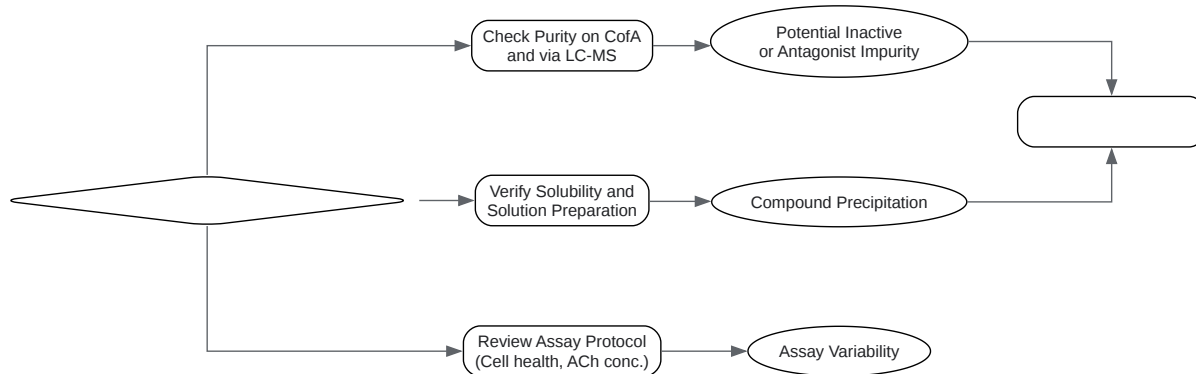 Check Purity on CofA
and via LC-MS
Potential Inactive
or Antagonist Impurity
Verify Solubility and
Solution Preparation
Compound Precipitation
Review Assay Protocol
(Cell health, ACh conc.)
Assay Variability